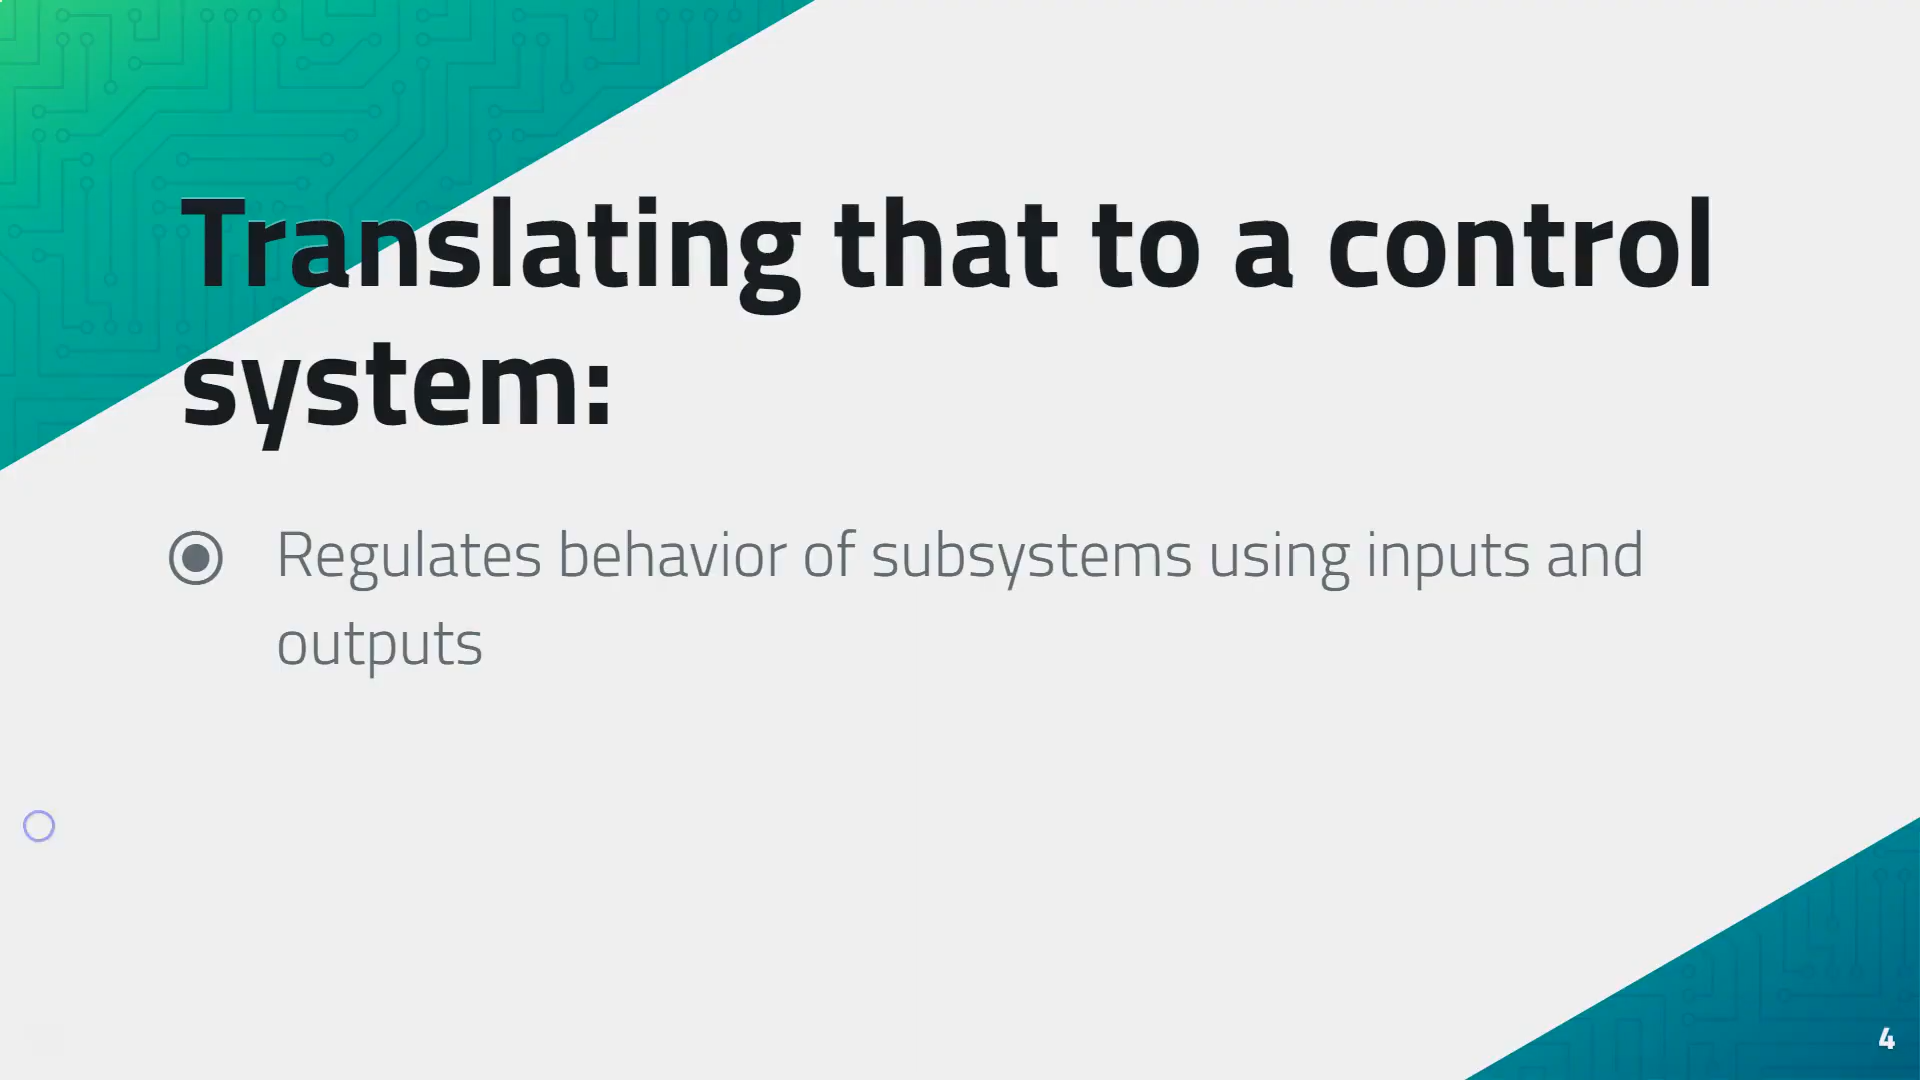 Translating that to a control
system:
Regulates behavior of subsystems using inputs and
outputs
4